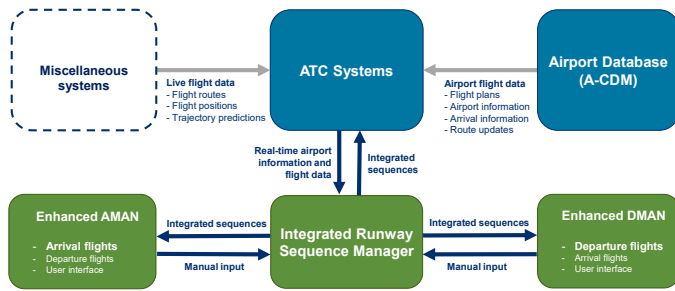 Miscellaneous
systems
Live flight data
- Flight routes
- Flight positions
- Trajectory predictions
ATC Systems
Airport flight data
- Flight plans
- Airport information
- Arrival information
- Route updates
Airport Database
(A-CDM)
Real-time airport
information and
flight data
Integrated
sequences
Enhanced AMAN
- Arrival flights
- Departure flights
- User interface
Integrated sequences
Manual input
Integrated Runway
Sequence Manager
Integrated sequences
Manual input
Enhanced DMAN
- Departure flights
- Arrival flights
- User interface